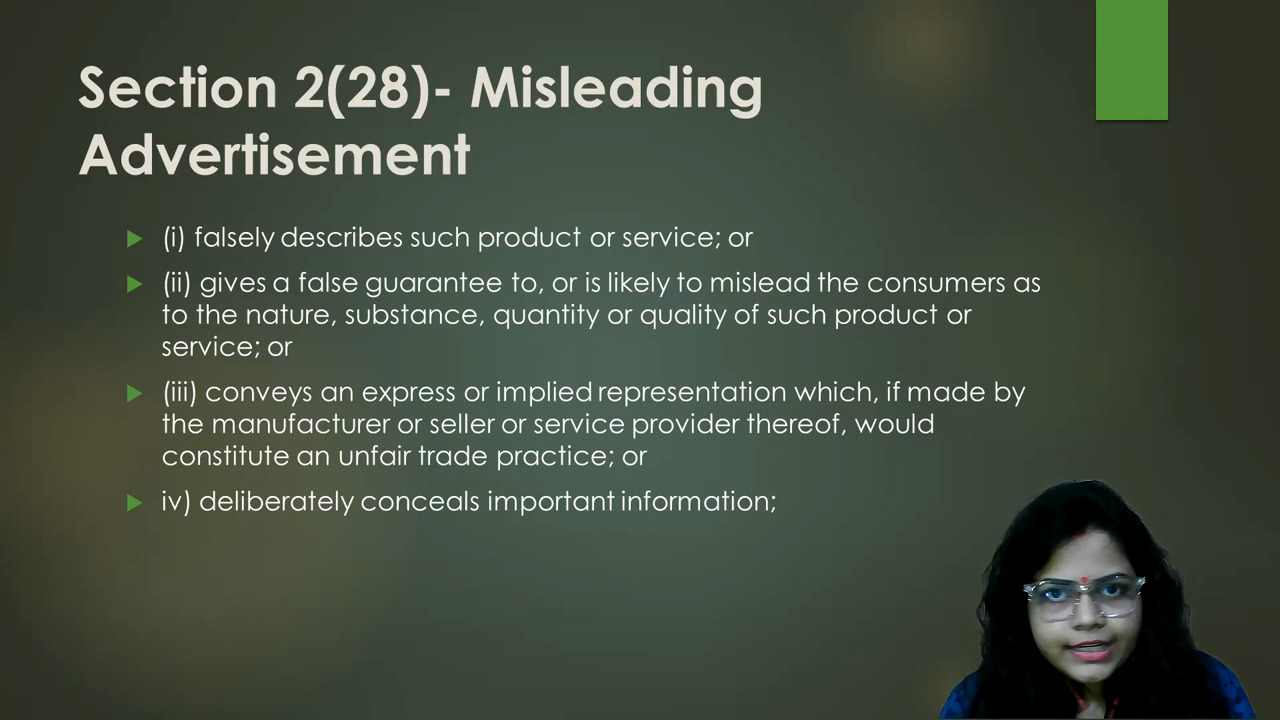 Section 2(28)- Misleading
Advertisement
(i) falsely describes such product or service; or
(ii) gives a false guarantee to, or is likely to mislead the consumers as
to the nature, substance, quantity or quality of such product or
service; or
(iii) conveys an express or implied representation which, if made by
the manufacturer or seller or service provider thereof, would
constitute an unfair trade practice; or
iv) deliberately conceals important information;